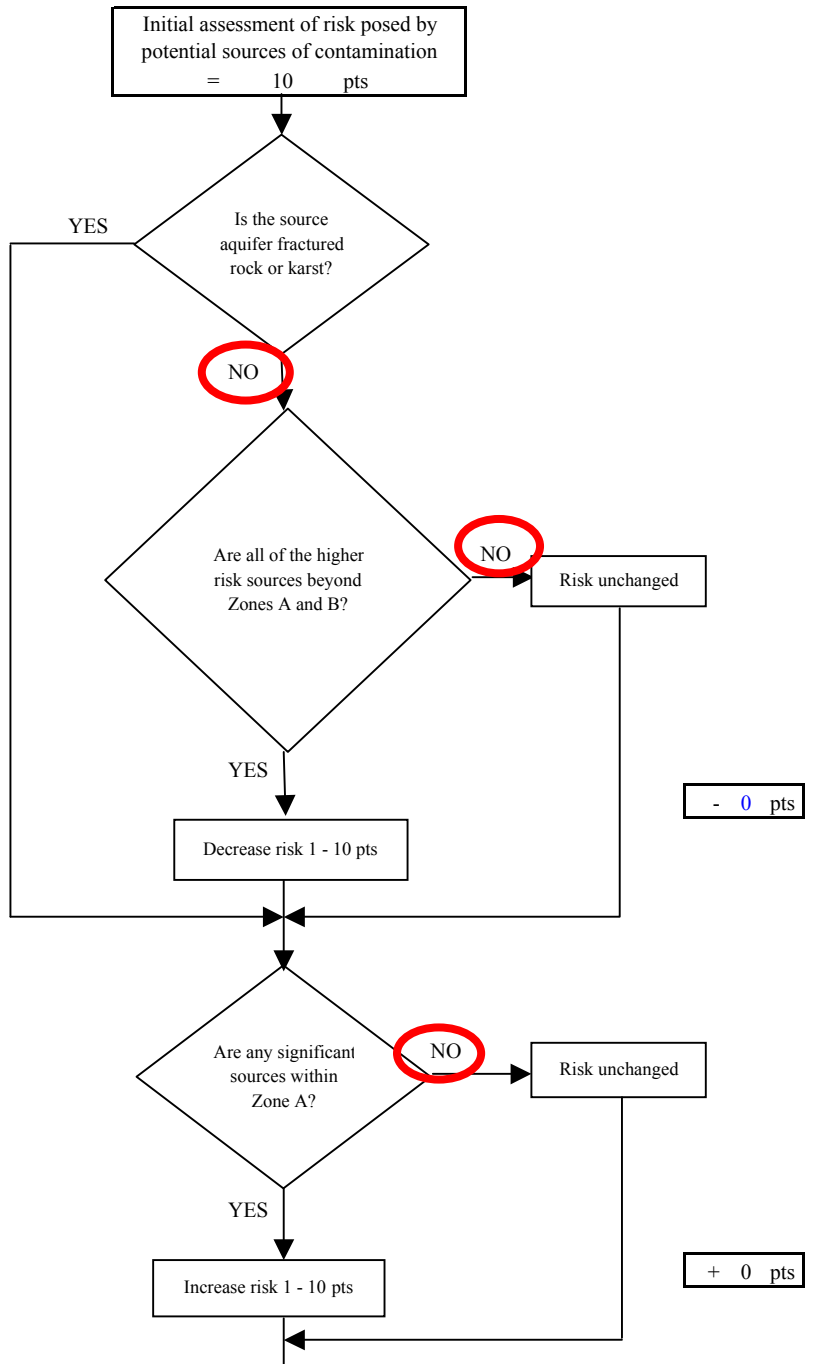 Initial assessment of risk posed by
potential sources of contamination
= 10 pts
YES
Is the source
aquifer fractured
rock or karst?
NO
Are all of the higher
risk sources beyond
Zones A and B?
NO
Risk unchanged
YES
- 0 pts
Decrease risk 1 - 10 pts
Are any significant
sources within
Zone A?
NO
Risk unchanged
YES
+ 0 pts
Increase risk 1 - 10 pts